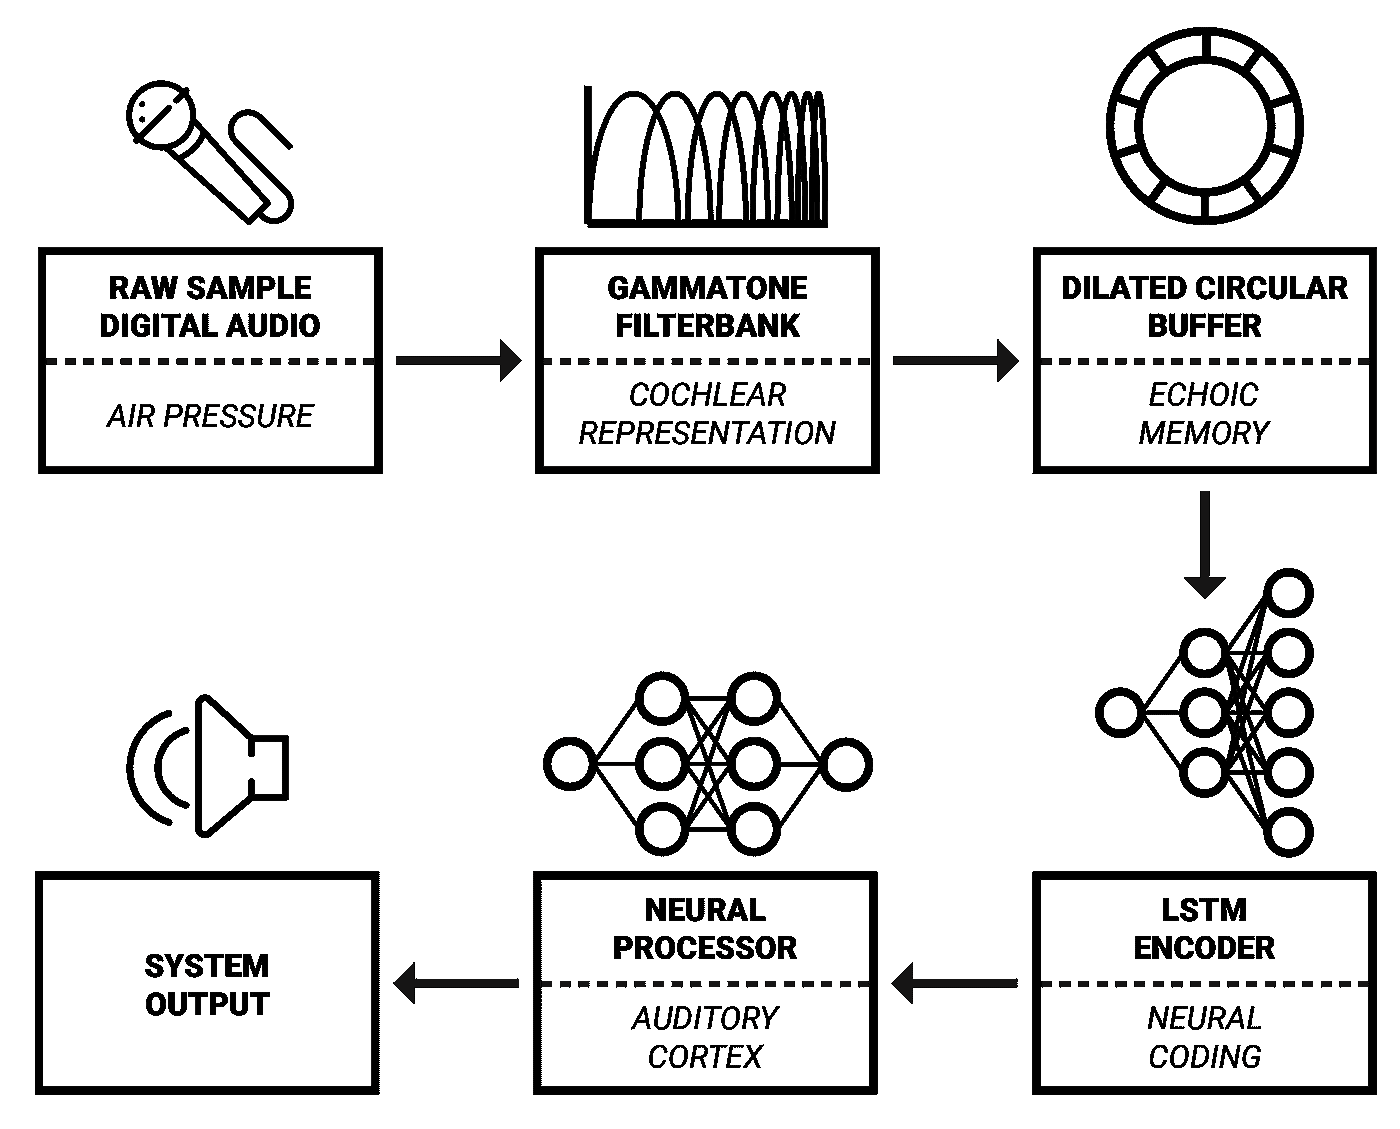 RAW SAMPLE
DIGITAL AUDIO
AIR PRESSURE
GAMMATONE
FILTERBANK
COCHLEAR
REPRESENTATION
DILATED CIRCULAR
BUFFER
ECHOIC
MEMORY
LSTM
ENCODER
NEURAL
CODING
NEURAL
PROCESSOR
AUDITORY
CORTEX
SYSTEM
OUTPUT